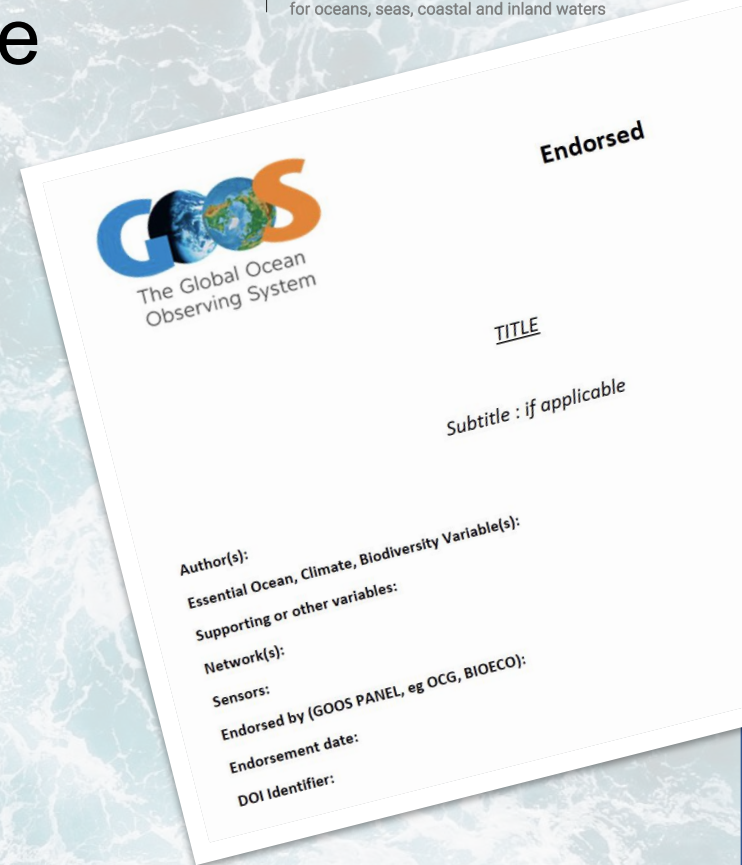 e
for oceans, seas, coastal and inland waters
Endorsed
GOOS
The Global Ocean
Observing System
TITLE
Subtitle : if applicable
Author(s):
Essential Ocean, Climate, Biodiversity Variable(s):
Supporting or other variables:
Network(s):
Sensors:
Endorsed by (GOOS PANEL, eg OCG, BIOECO):
Endorsement date:
DOI Identifier: